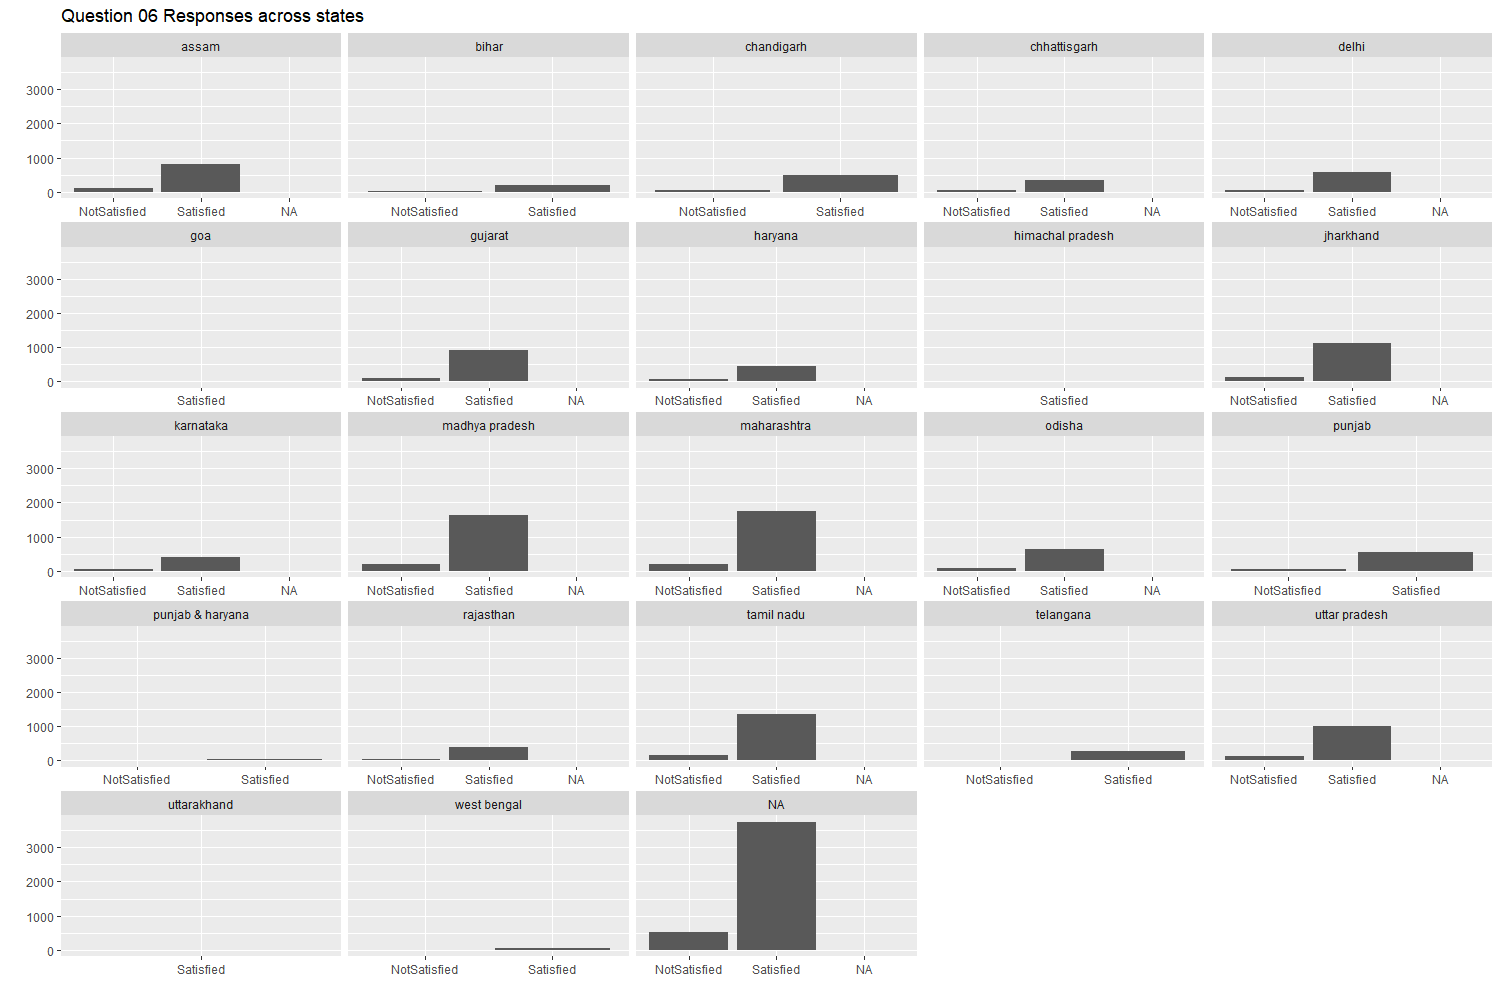 Question 06 Responses across states
assam bihar chandigarh chhattisgarh delhi
3000
2000
1000
0
NotSatisfied Satisfied NA NotSatisfied Satisfied NotSatisfied Satisfied NotSatisfied Satisfied NA NotSatisfied Satisfied NA
goa gujarat haryana himachal pradesh jharkhand
3000
2000
1000
0
Satisfied NotSatisfied Satisfied NA NotSatisfied Satisfied NA Satisfied NotSatisfied Satisfied NA
karnataka madhya pradesh maharashtra odisha punjab
3000
2000
1000
0
NotSatisfied Satisfied NA NotSatisfied Satisfied NA NotSatisfied Satisfied NA NotSatisfied Satisfied NA NotSatisfied Satisfied
punjab & haryana rajasthan tamil nadu telangana uttar pradesh
3000
2000
1000
0
NotSatisfied Satisfied NotSatisfied Satisfied NA NotSatisfied Satisfied NA NotSatisfied Satisfied NotSatisfied Satisfied NA
uttarakhand west bengal NA
3000
2000
1000
0
Satisfied NotSatisfied Satisfied NotSatisfied Satisfied NA